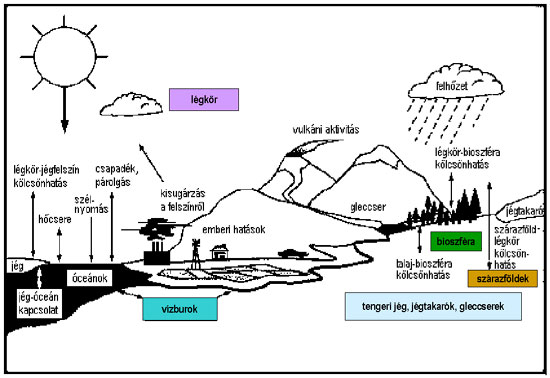 légkör
felhőzet
vulkáni aktivitás
légkör-jégfelszín
kölcsönhatás
csapadék,
párolgás
kisugárzás
a felszínről
légkör-bioszféra
kölcsönhatás
hőcsere
szél-
nyomás
gleccser
jégtakaró
emberi hatások
szárazföld-
légkör
kölcsön-
hatás
bioszféra
talaj-bioszféra
kölcsönhatás
jég
óceánok
szárazföldek
jég-óceán
kapcsolat
vízburok
tengeri jég, jégtakarók, gleccserek